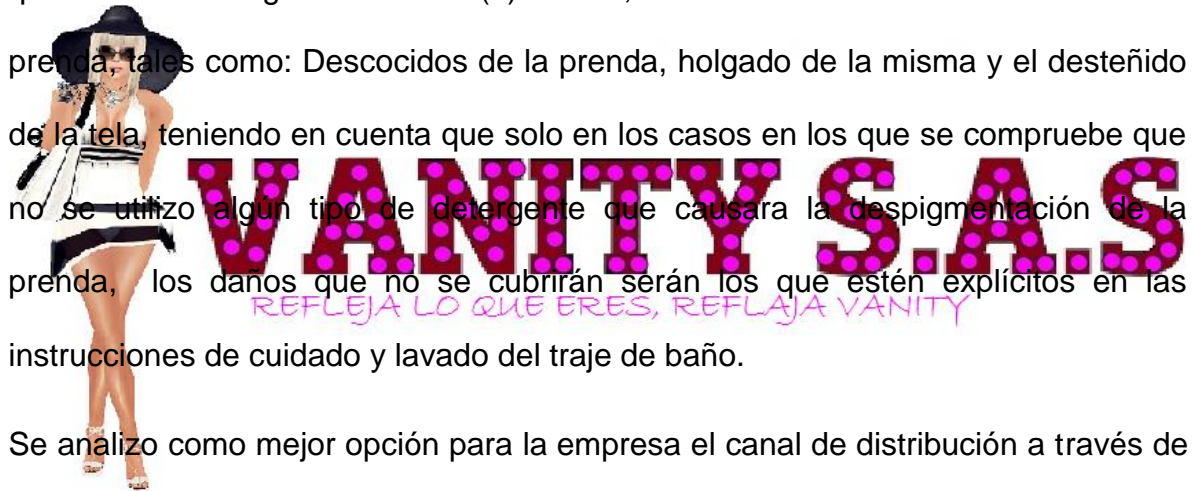 prenda, tales como: Descocidos de la prenda, holgado de la misma y el desteñido
de la tela, teniendo en cuenta que solo en los casos en los que se compruebe que
VANITY S.A.S
no se utilizo algún tipo de detergente que causara la despigmentación de la
prenda, los daños que no se cubrirán serán los que estén explícitos en las
REFLEJA LO QUE ERES, REFLAJA VANITY
instrucciones de cuidado y lavado del traje de baño.
Se analizo como mejor opción para la empresa el canal de distribución a través de